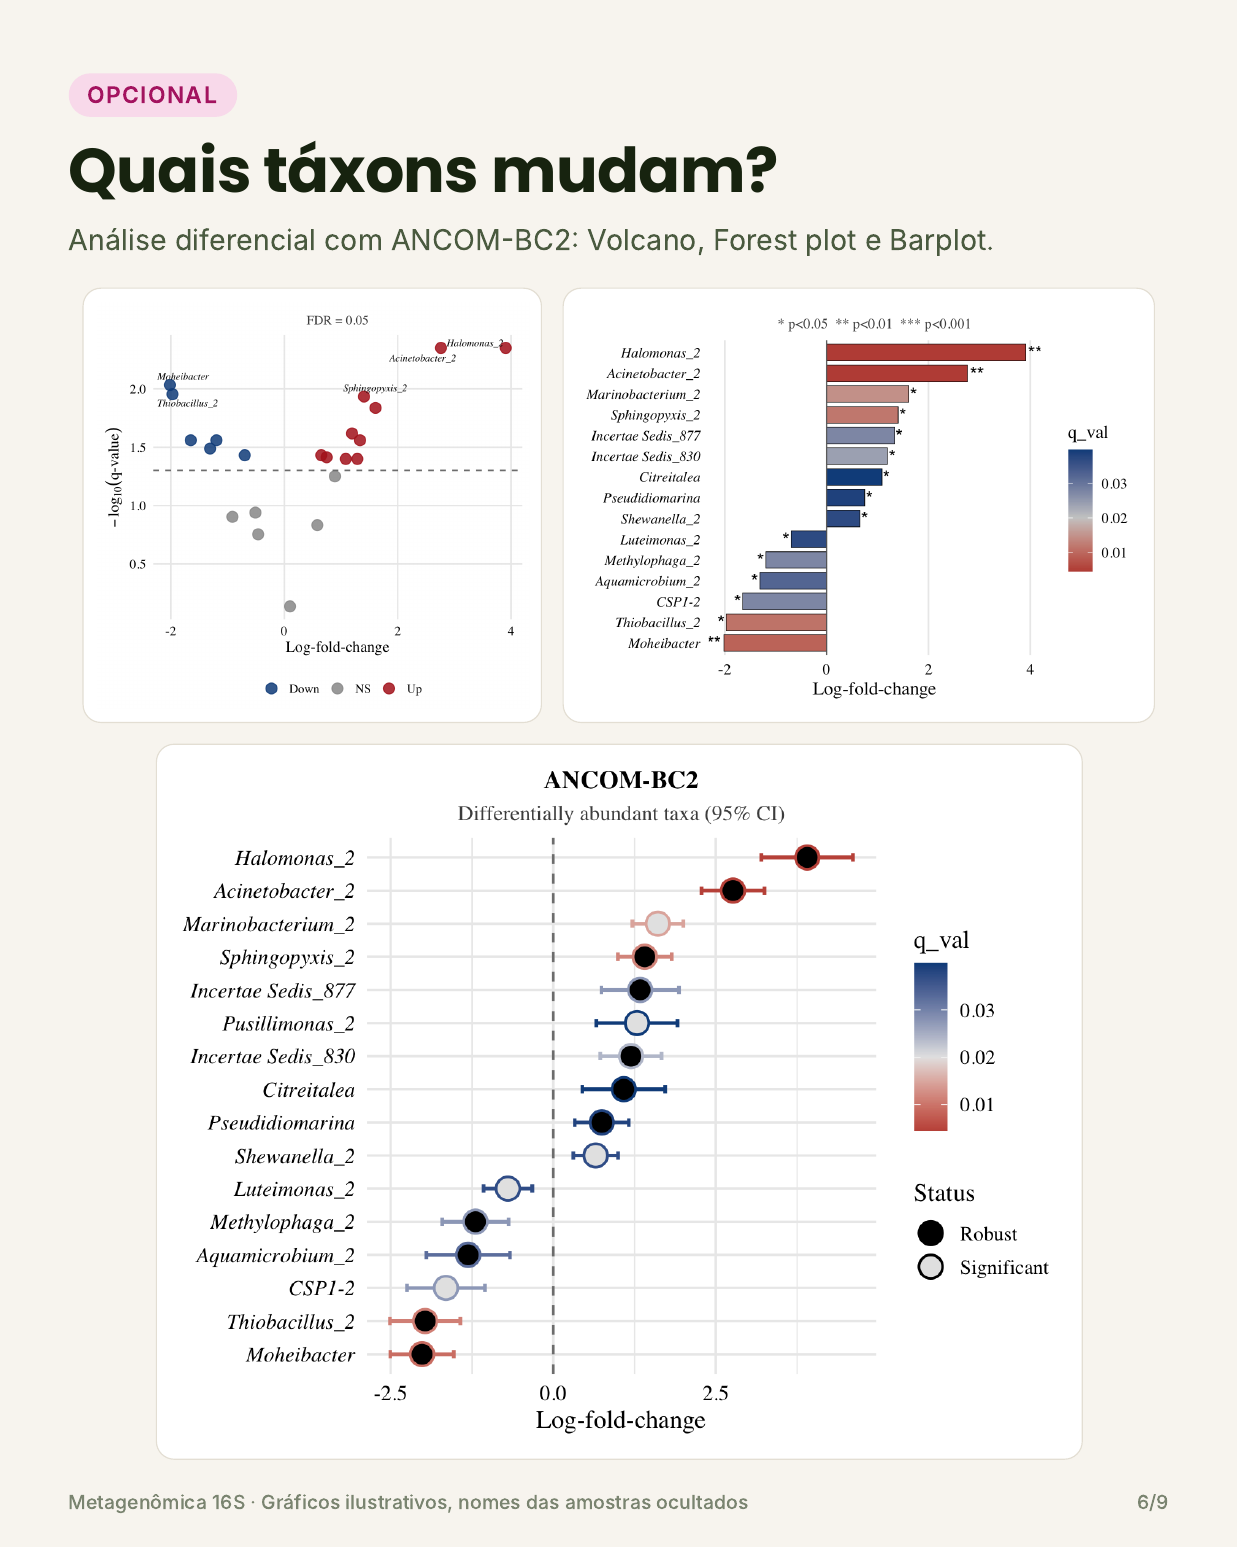 OPCIONAL
Quais táxons mudam?
Análise diferencial com ANCOM-BC2: Volcano, Forest plot e Barplot.
FDR = 0.05
Halomonas_2
Acinetobacter_2
Moheibacter
Sphingopyxis_2
Thiobacillus_2
2.0
1.5
1.0
0.5
−log10(q-value)
-2 0 2 4
Log-fold-change
Down NS Up
* p<0.05 ** p<0.01 *** p<0.001
Halomonas_2 **
Acinetobacter_2 **
Marinobacterium_2 *
Sphingopyxis_2 *
Incertae Sedis_877 *
Incertae Sedis_830 *
Citreitalea *
Pseudidiomarina *
Shewanella_2 *
Luteimonas_2 *
Methylophaga_2 *
Aquamicrobium_2 *
CSP1-2 *
Thiobacillus_2 *
Moheibacter **
-2 0 2 4
Log-fold-change
q_val
0.03
0.02
0.01
ANCOM-BC2
Differentially abundant taxa (95% CI)
Halomonas_2
Acinetobacter_2
Marinobacterium_2
Sphingopyxis_2
Incertae Sedis_877
Pusillimonas_2
Incertae Sedis_830
Citreitalea
Pseudidiomarina
Shewanella_2
Luteimonas_2
Methylophaga_2
Aquamicrobium_2
CSP1-2
Thiobacillus_2
Moheibacter
-2.5 0.0 2.5
Log-fold-change
q_val
0.03
0.02
0.01
Status
Robust
Significant
Metagenômica 16S · Gráficos ilustrativos, nomes das amostras ocultados
6/9